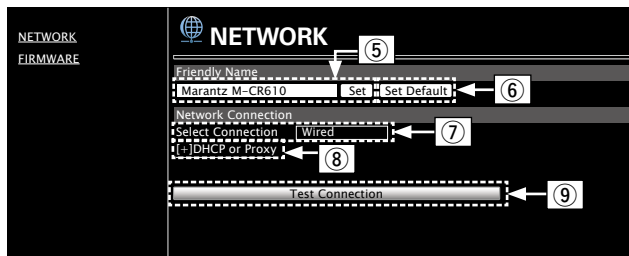 NETWORK
FIRMWARE
NETWORK
⑤
Friendly Name
Marantz M-CR610 Set Set Default
⑥
Network Connection
Select Connection Wired
⑦
[+]DHCP or Proxy
⑧
Test Connection
⑨